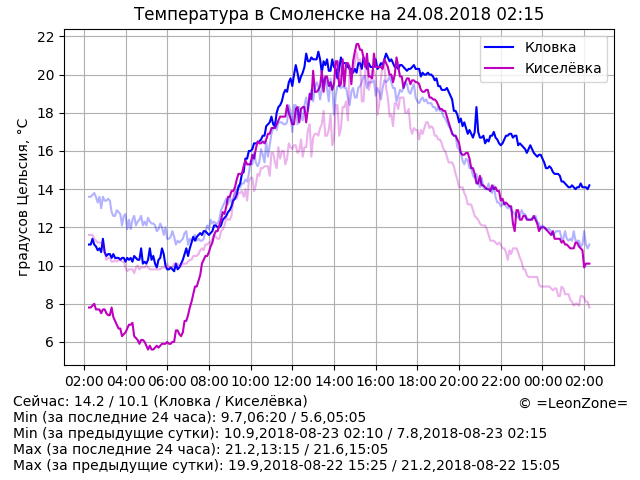 Температура в Смоленске на 24.08.2018 02:15
22
20
18
16
14
12
10
8
6
градусов Цельсия, °C
Кловка
Киселёвка
02:00 04:00 06:00 08:00 10:00 12:00 14:00 16:00 18:00 20:00 22:00 00:00 02:00
Сейчас: 14.2 / 10.1 (Кловка / Киселёвка)
© =LeonZone=
Min (за последние 24 часа): 9.7,06:20 / 5.6,05:05
Min (за предыдущие сутки): 10.9,2018-08-23 02:10 / 7.8,2018-08-23 02:15
Max (за последние 24 часа): 21.2,13:15 / 21.6,15:05
Max (за предыдущие сутки): 19.9,2018-08-22 15:25 / 21.2,2018-08-22 15:05